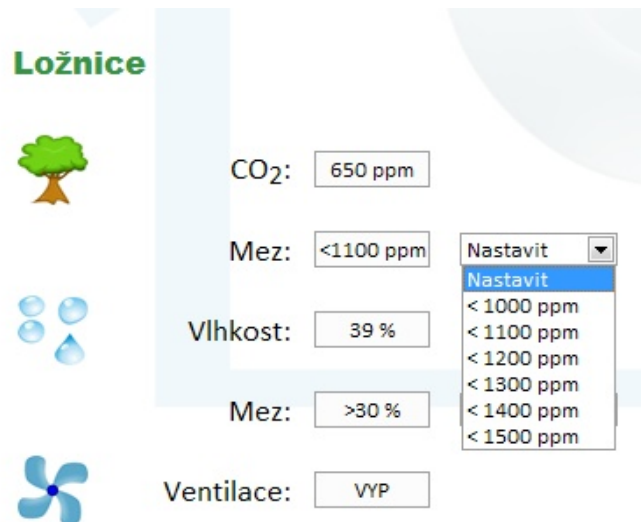 Ložnice
CO2: 650 ppm
Mez: <1100 ppm Nastavit
Nastavit
< 1000 ppm
< 1100 ppm
< 1200 ppm
< 1300 ppm
< 1400 ppm
< 1500 ppm
Vlhkost: 39 %
Mez: >30 %
Ventilace: VYP